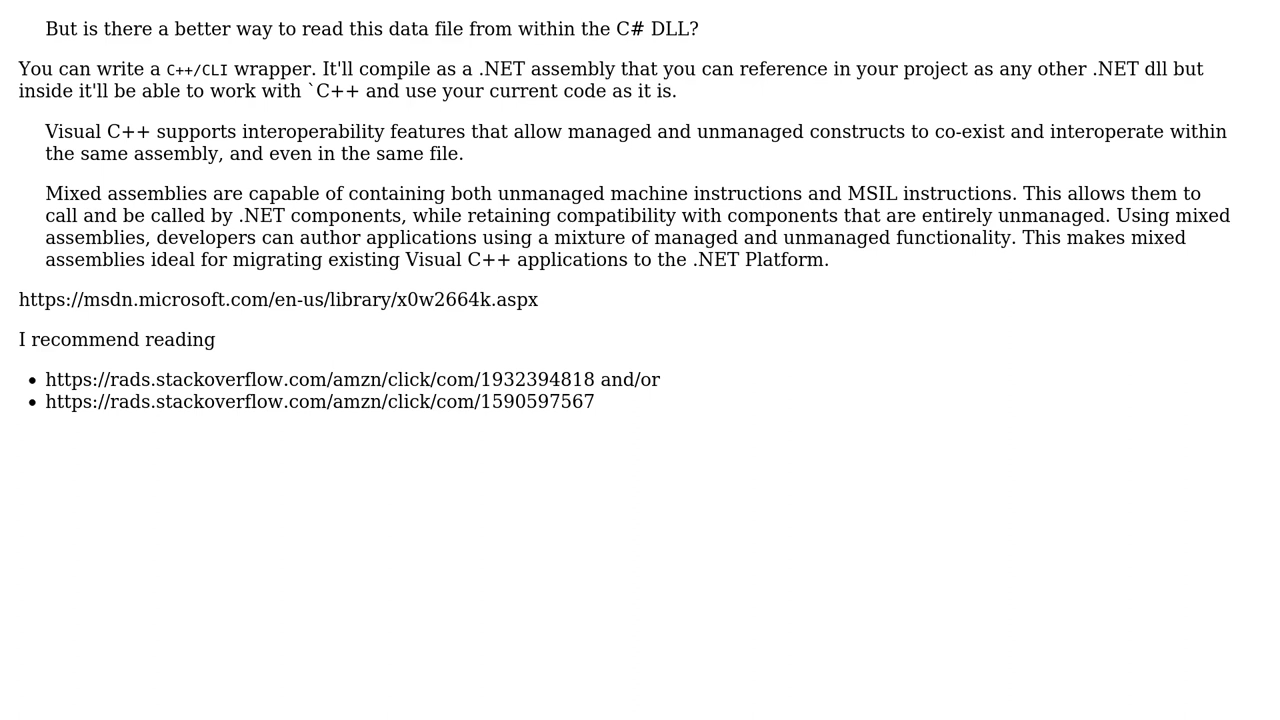 But is there a better way to read this data file from within the C# DLL?
You can write a C++/CLI wrapper. It'll compile as a .NET assembly that you can reference in your project as any other .NET dll but
inside it'll be able to work with `C++ and use your current code as it is.
Visual C++ supports interoperability features that allow managed and unmanaged constructs to co-exist and interoperate within
the same assembly, and even in the same file.
Mixed assemblies are capable of containing both unmanaged machine instructions and MSIL instructions. This allows them to
call and be called by .NET components, while retaining compatibility with components that are entirely unmanaged. Using mixed
assemblies, developers can author applications using a mixture of managed and unmanaged functionality. This makes mixed
assemblies ideal for migrating existing Visual C++ applications to the .NET Platform.
https://msdn.microsoft.com/en-us/library/x0w2664k.aspx
I recommend reading
• https://rads.stackoverflow.com/amzn/click/com/1932394818 and/or
• https://rads.stackoverflow.com/amzn/click/com/1590597567